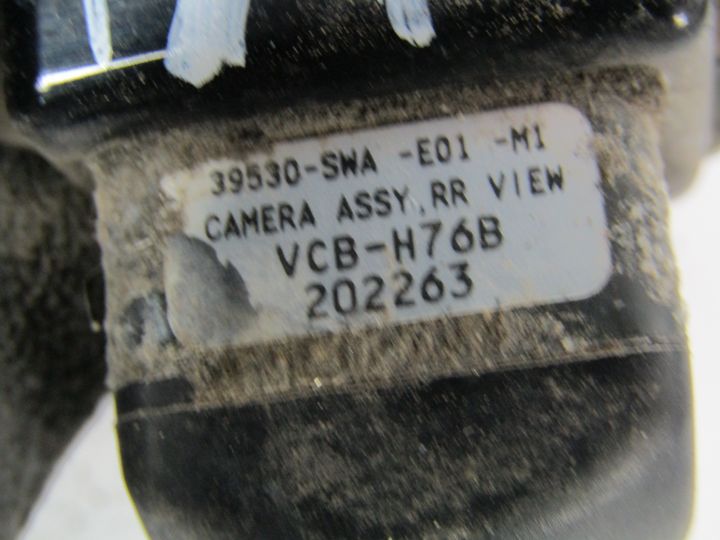 39530-SWA -E01 -M1
CAMERA ASSY,RR VIEW
VCB-H76B
202263